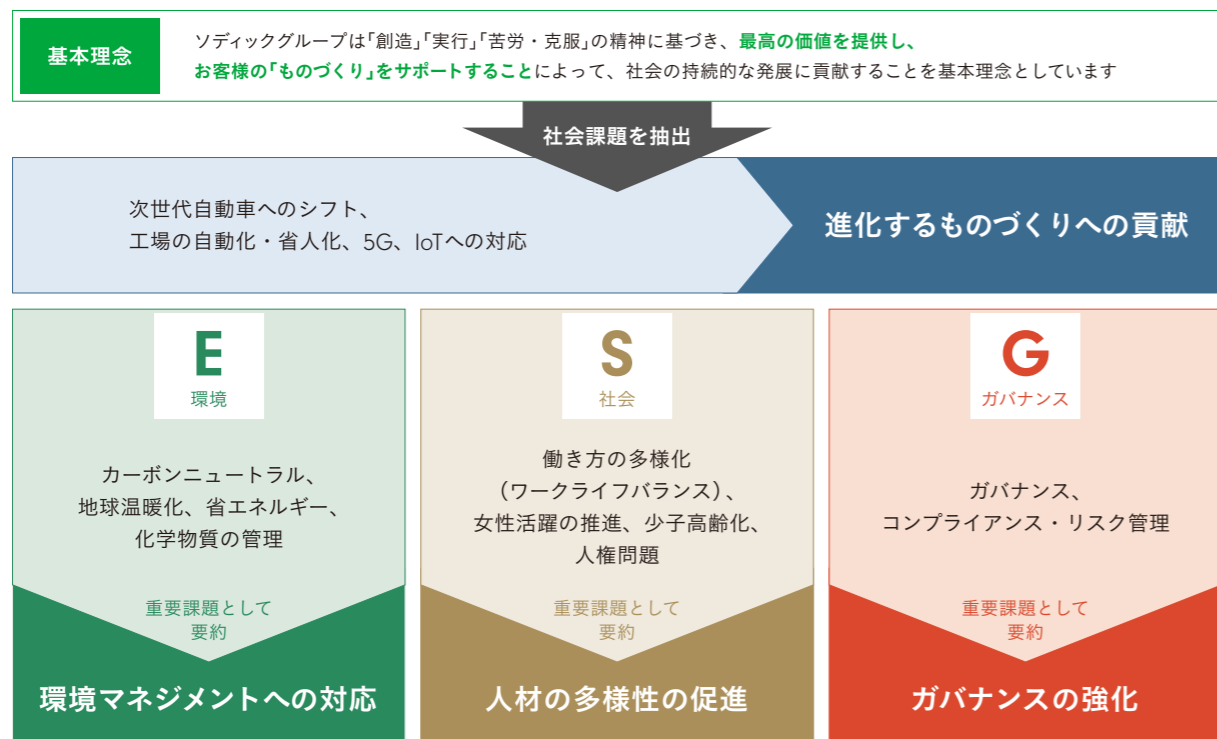 基本理念
ソディックグループは「創造」「実行」「苦労・克服」の精神に基づき、最高の価値を提供し、
お客様の「ものづくり」をサポートすることによって、社会の持続的な発展に貢献することを基本理念としています
社会課題を抽出
次世代自動車へのシフト、
工場の自動化・省人化、5G、IoTへの対応
進化するものづくりへの貢献
E
環境
カーボンニュートラル、
地球温暖化、省エネルギー、
化学物質の管理
重要課題として
要約
環境マネジメントへの対応
S
社会
働き方の多様化
（ワークライフバランス）、
女性活躍の推進、少子高齢化、
人権問題
重要課題として
要約
人材の多様性の促進
G
ガバナンス
ガバナンス、
コンプライアンス・リスク管理
重要課題として
要約
ガバナンスの強化